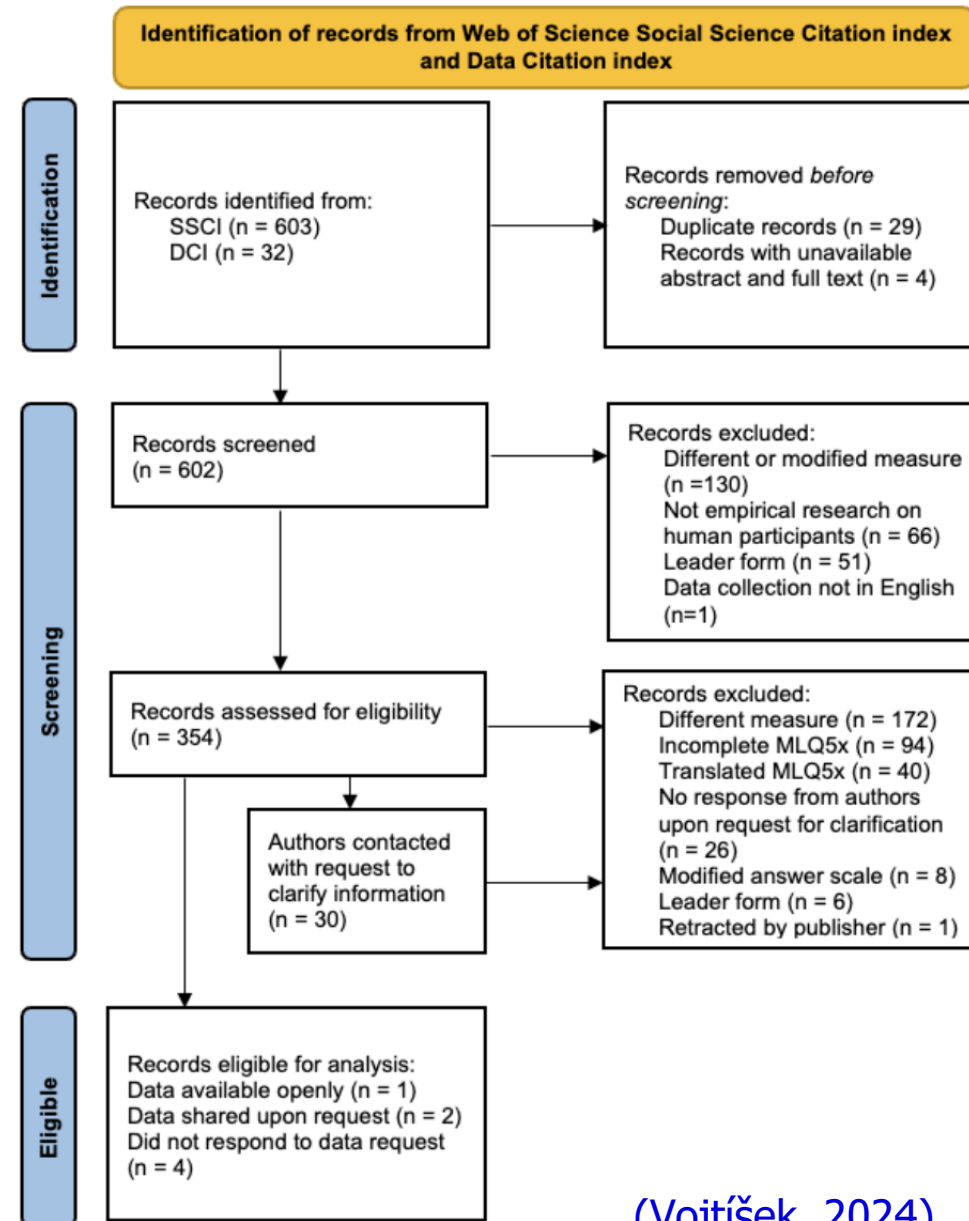 Identification of records from Web of Science Social Science Citation index
and Data Citation index
Identification
Records identified from:
SSCI (n = 603)
DCI (n = 32)
Records removed before
screening:
Duplicate records (n = 29)
Records with unavailable
abstract and full text (n = 4)
Screening
Records screened
(n = 602)
Records excluded:
Different or modified measure
(n =130)
Not empirical research on
human participants (n = 66)
Leader form (n = 51)
Data collection not in English
(n=1)
Records assessed for eligibility
(n = 354)
Authors contacted
with request to
clarify information
(n = 30)
Records excluded:
Different measure (n = 172)
Incomplete MLQ5x (n = 94)
Translated MLQ5x (n = 40)
No response from authors
upon request for clarification
(n = 26)
Modified answer scale (n = 8)
Leader form (n = 6)
Retracted by publisher (n = 1)
Eligible
Records eligible for analysis:
Data available openly (n = 1)
Data shared upon request (n = 2)
Did not respond to data request
(n = 4)
(Vojtíšek, 2024)